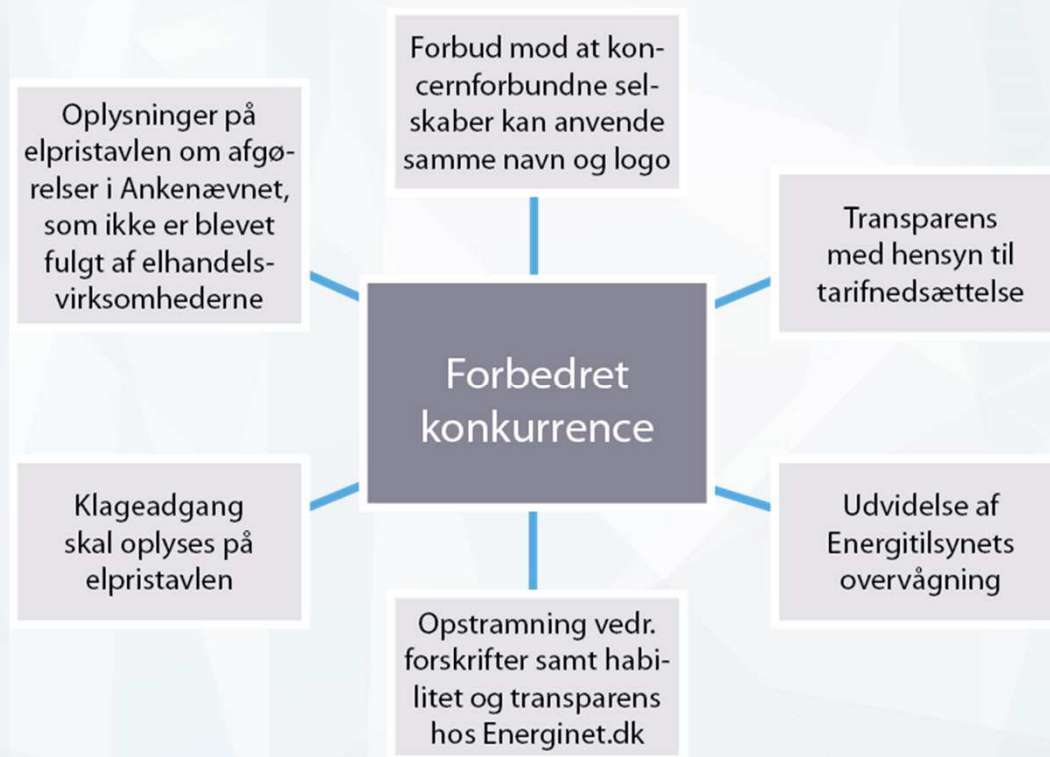 Forbud mod at kon-
cernforbundne sel-
skaber kan anvende
samme navn og logo
Oplysninger på
elpristavlen om afgø-
relser i Ankenævnet,
som ikke er blevet
fulgt af elhandels-
virksomhederne
Transparens
med hensyn til
tarifnedsættelse
Forbedret
konkurrence
Klageadgang
skal oplyses på
elpristavlen
Udvidelse af
Energitilsynets
overvågning
Opstramning vedr.
forskrifter samt habi-
litet og transparens
hos Energinet.dk